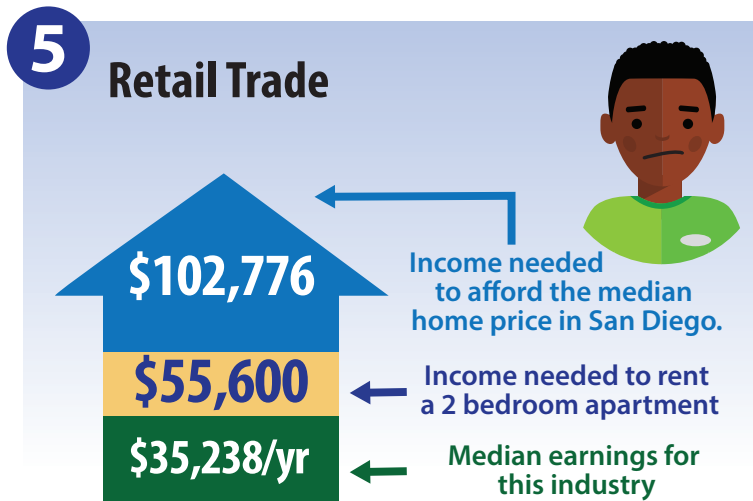 5
Retail Trade
$102,776
Income needed
to afford the median
home price in San Diego.
$55,600
Income needed to rent
a 2 bedroom apartment
$35,238/yr
Median earnings for
this industry